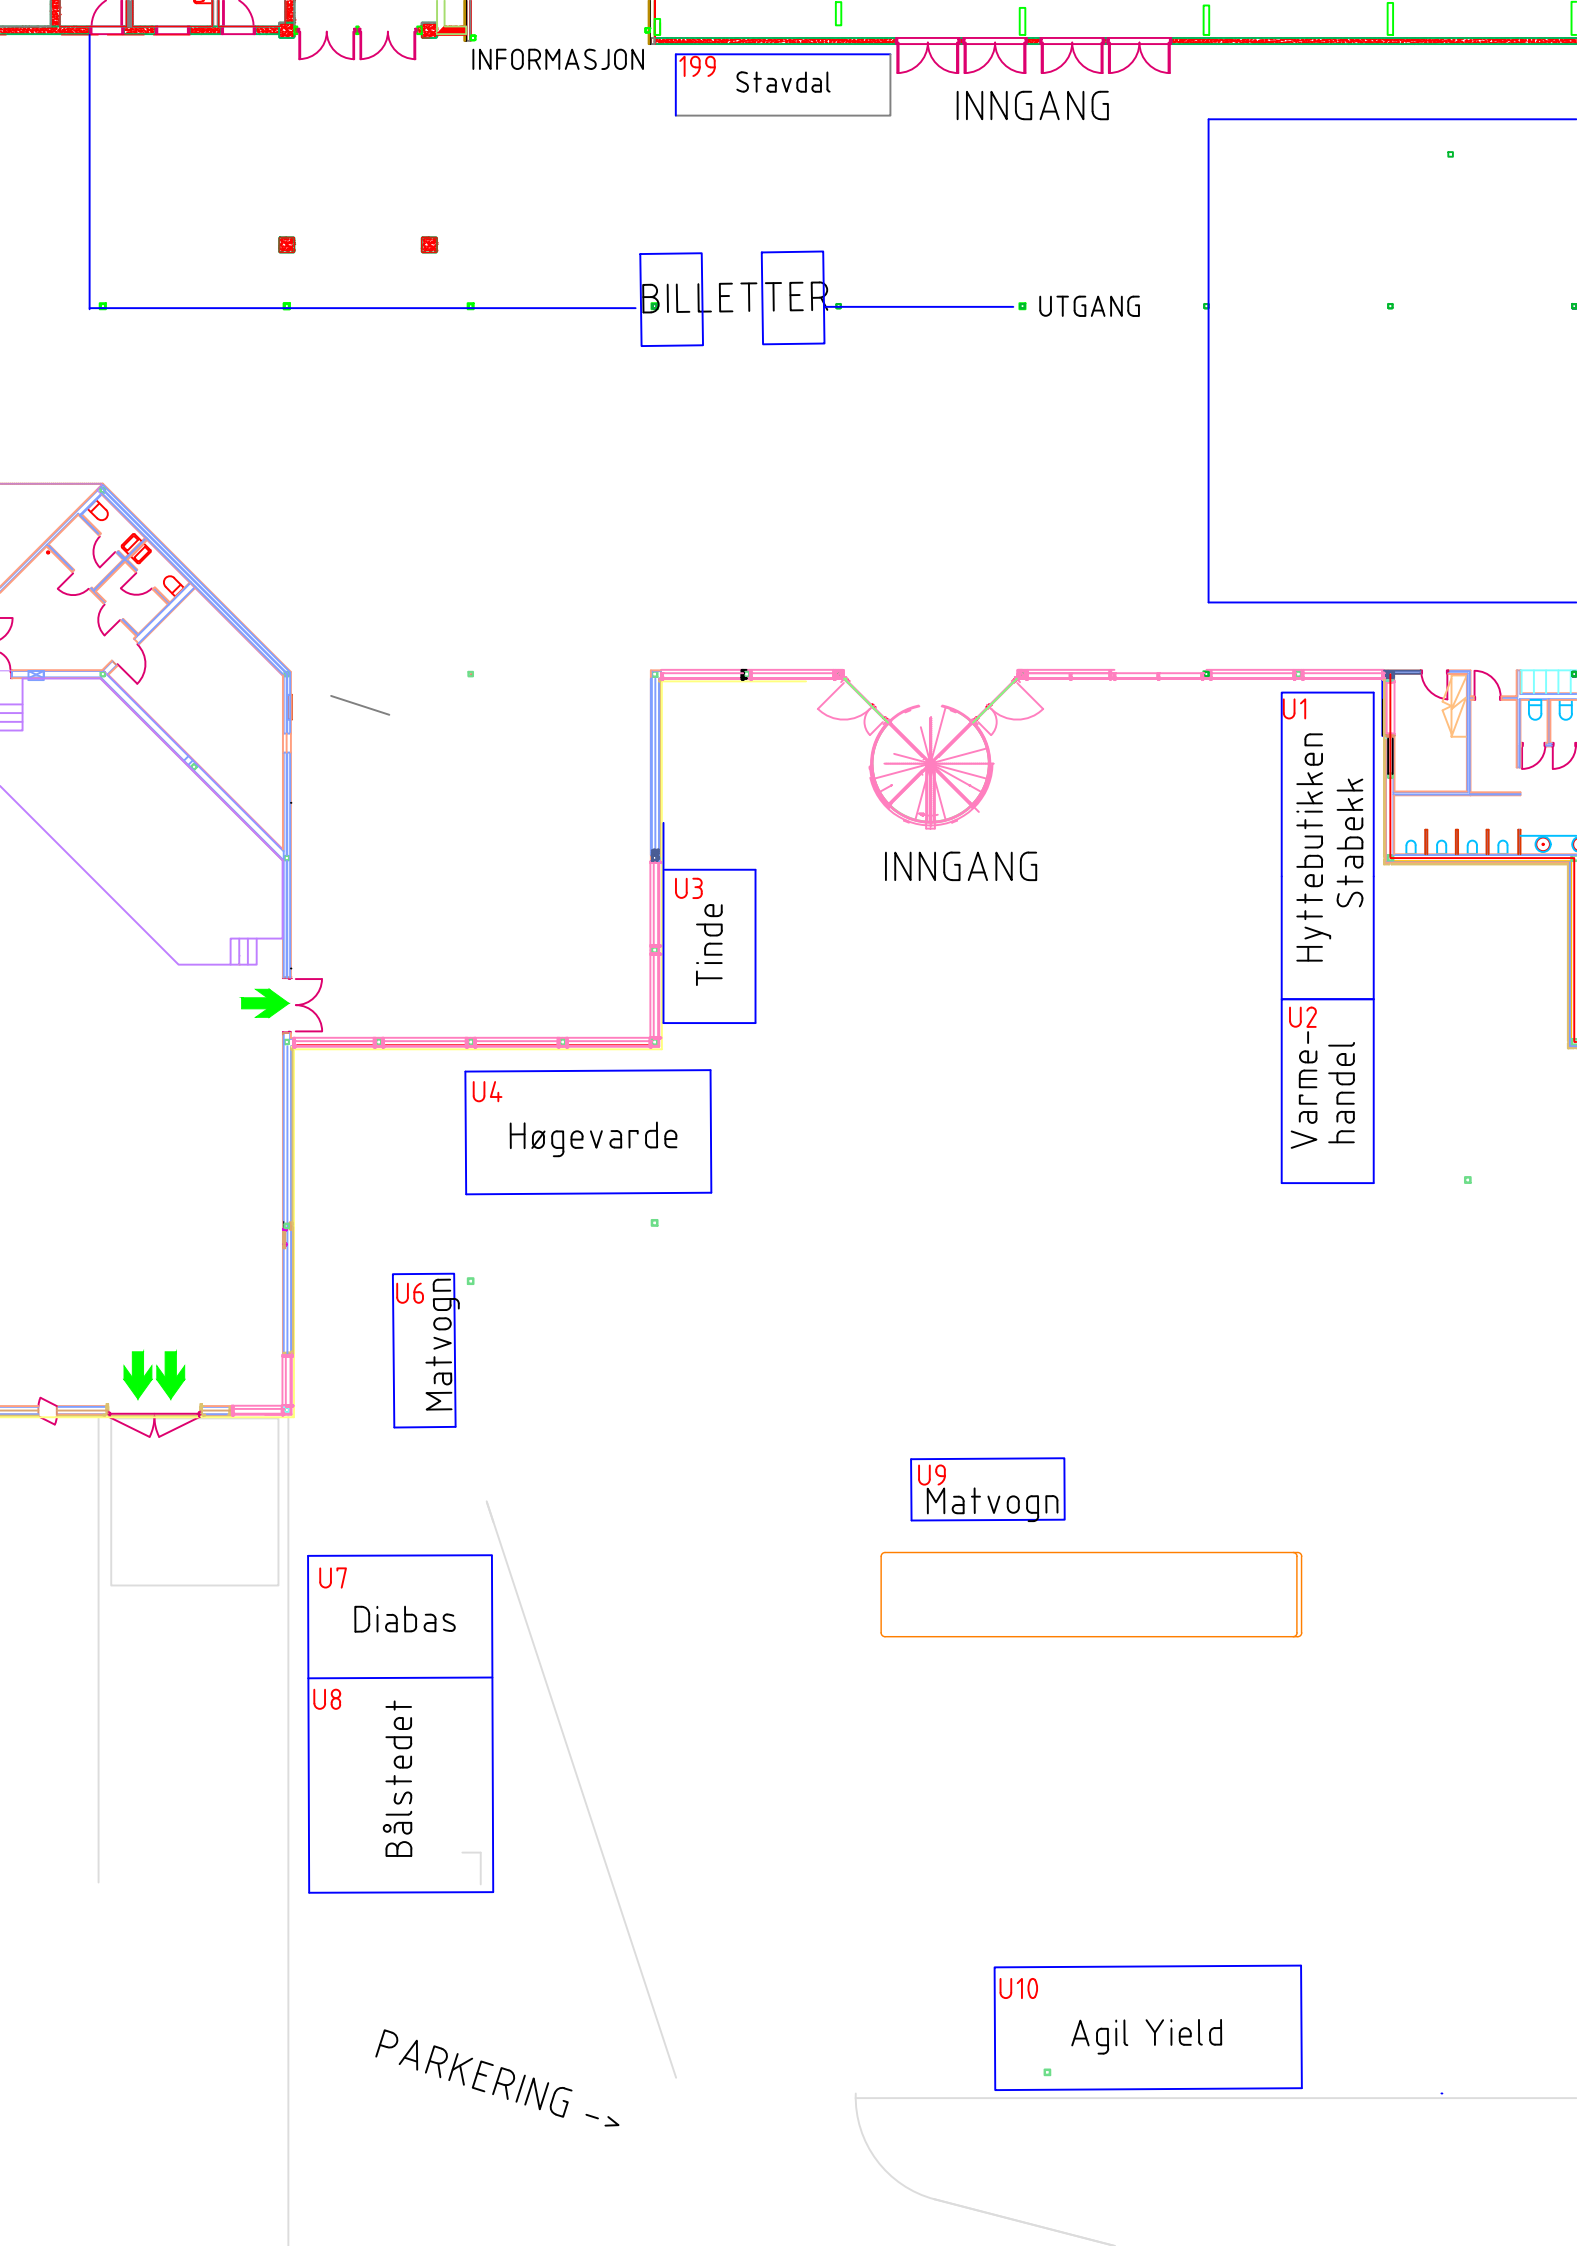 INFORMASJON
199
Stavdal
INNGANG
BILLETTER
UTGANG
U1
Hyttebutikken
Stabekk
INNGANG
U3
Tinde
U2
Varme-
handel
U4
Høgevarde
U6
Matvogn
U9
Matvogn
U7
Diabas
U8
Bålstedet
U10
Agil Yield
PARKERING ->